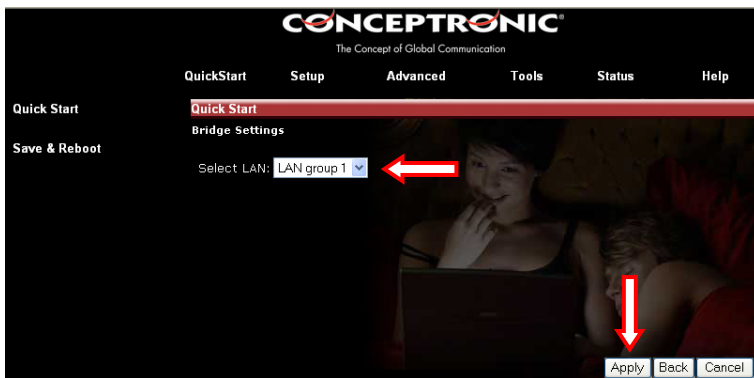 CONCEPTRONIC®
The Concept of Global Communication
QuickStart Setup Advanced Tools Status Help
Quick Start
Save & Reboot
Quick Start
Bridge Settings
Select LAN: LAN group 1
Apply Back Cancel